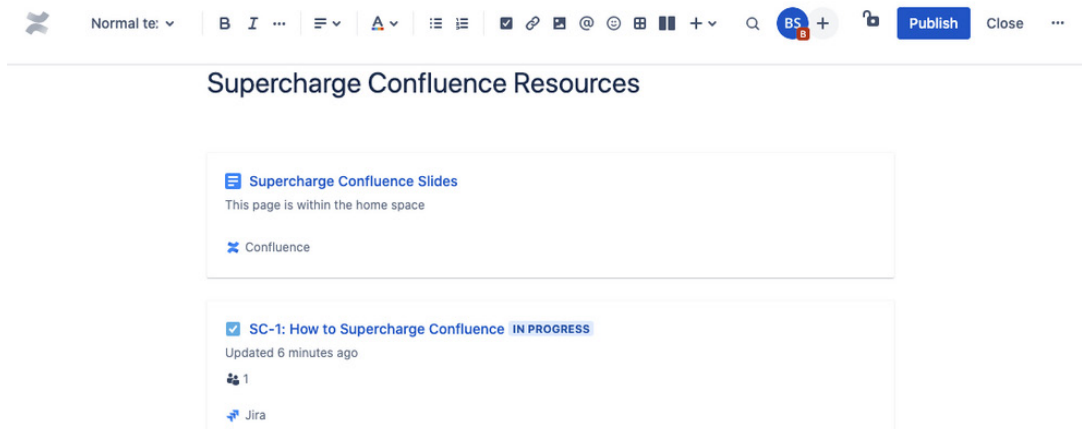 Normal te:
B I ... A @ + BS B + Publish Close ...
Supercharge Confluence Resources
Supercharge Confluence Slides
This page is within the home space
Confluence
SC-1: How to Supercharge Confluence IN PROGRESS
Updated 6 minutes ago
1
Jira